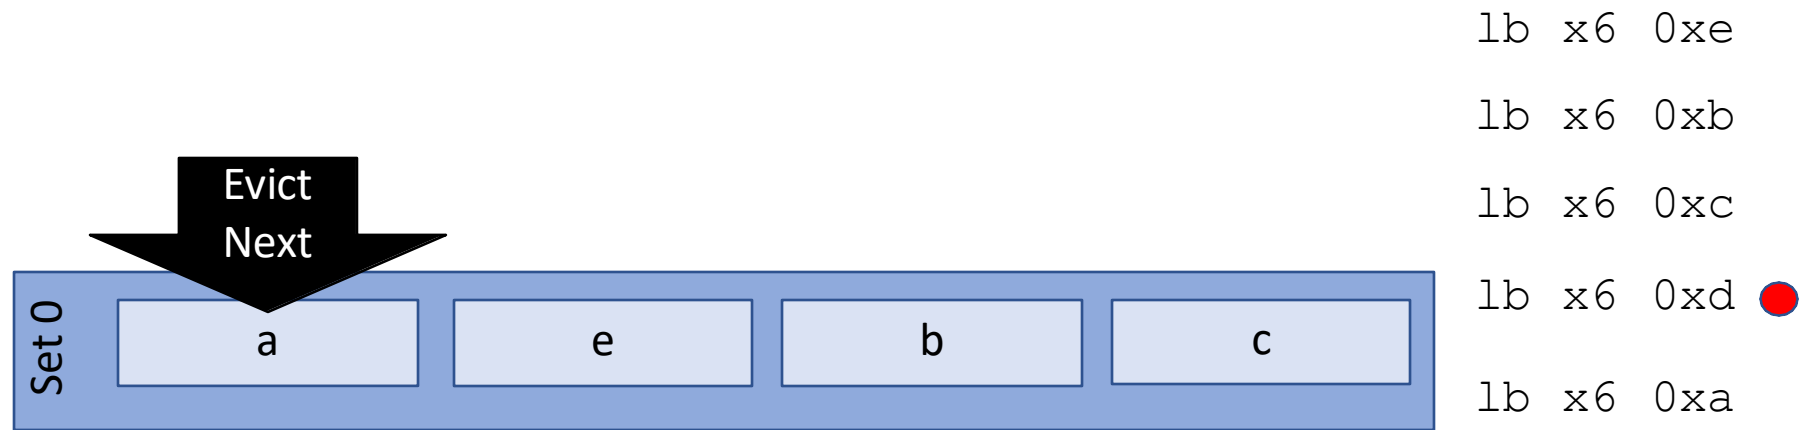 Evict
Next
Set 0
a
e
b
c
lb x6 0xe
lb x6 0xb
lb x6 0xc
lb x6 0xd
lb x6 0xa